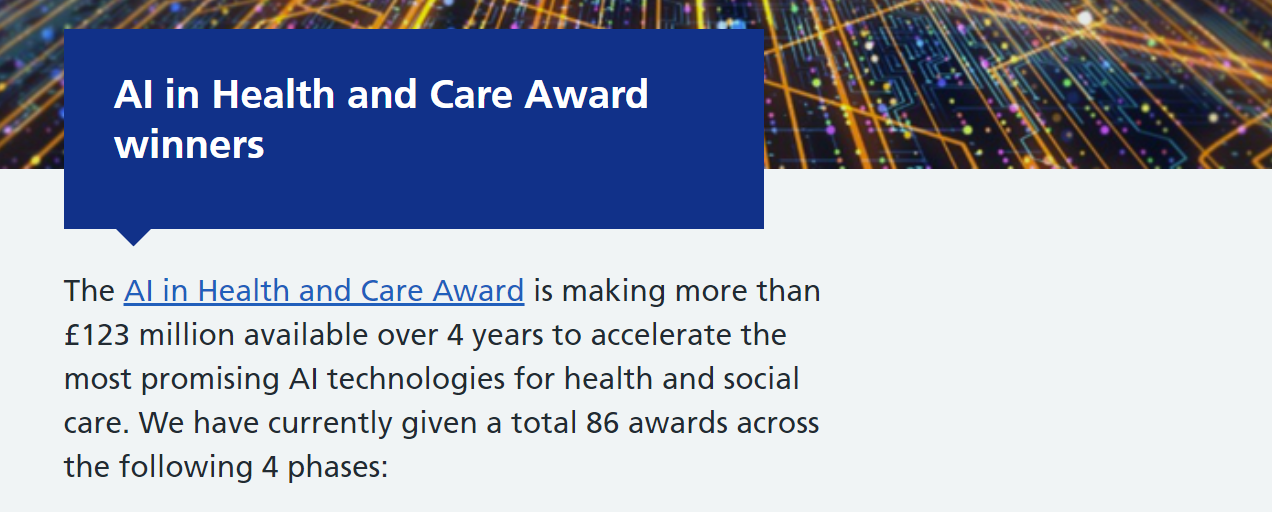 AI in Health and Care Award
winners
The AI in Health and Care Award is making more than
£123 million available over 4 years to accelerate the
most promising AI technologies for health and social
care. We have currently given a total 86 awards across
the following 4 phases: